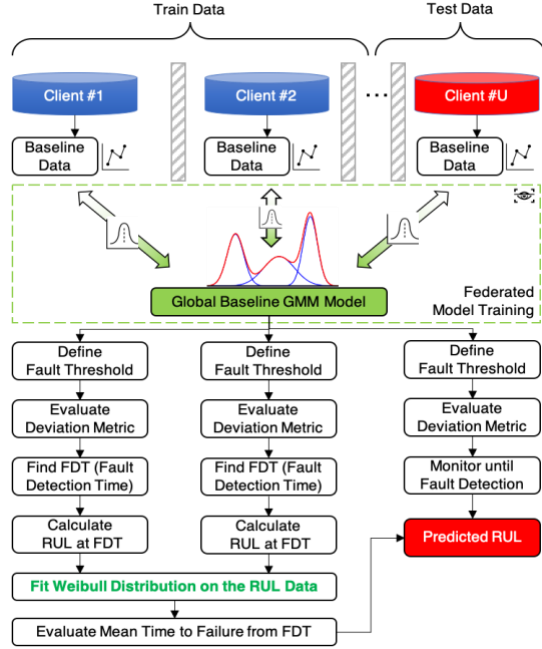 Train Data
Test Data
Client #1
Client #2
...
Client #U
Baseline
Data
Baseline
Data
Baseline
Data
Global Baseline GMM Model
Federated
Model Training
Define
Fault Threshold
Define
Fault Threshold
Define
Fault Threshold
Evaluate
Deviation Metric
Evaluate
Deviation Metric
Evaluate
Deviation Metric
Find FDT (Fault
Detection Time)
Find FDT (Fault
Detection Time)
Monitor until
Fault Detection
Calculate
RUL at FDT
Calculate
RUL at FDT
Predicted RUL
Fit Weibull Distribution on the RUL Data
Evaluate Mean Time to Failure from FDT